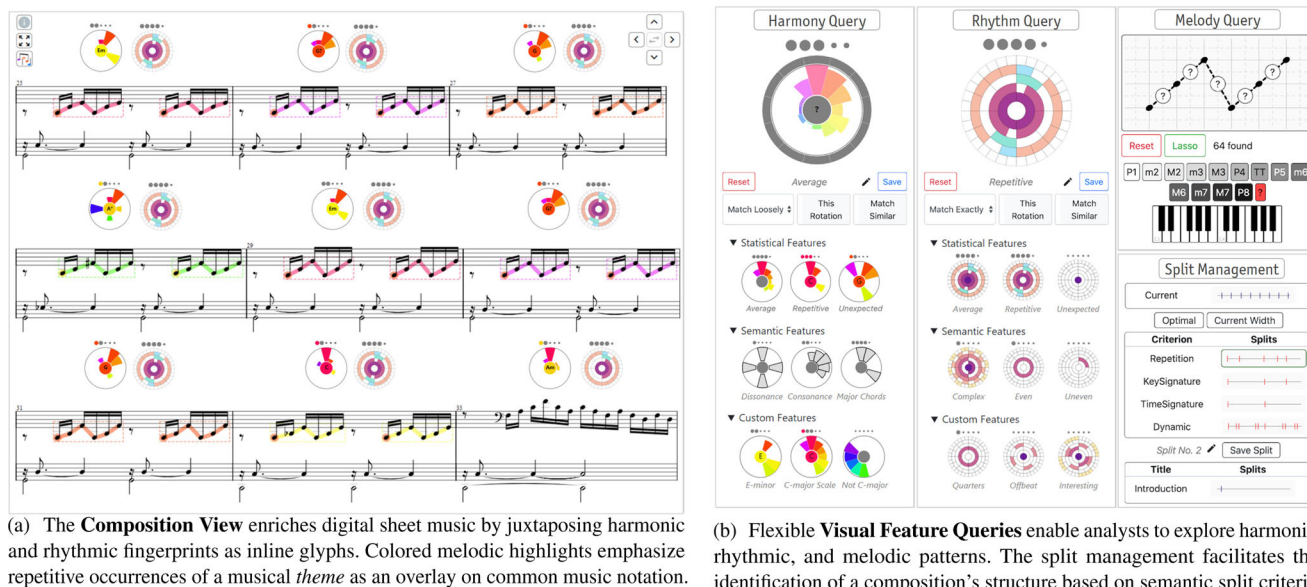 Em
G7
G
25
27
A°
Em
G7
29
G
C
Am
31
33
(a) The Composition View enriches digital sheet music by juxtaposing harmonic
and rhythmic fingerprints as inline glyphs. Colored melodic highlights emphasize
repetitive occurrences of a musical theme as an overlay on common music notation.
Harmony Query
?
Reset Average Save
Match Loosely This Rotation Match Similar
Statistical Features
C G
Average Repetitive Unexpected
Semantic Features
Dissonance Consonance Major Chords
Custom Features
E C
E-minor C-major Scale Not C-major
Rhythm Query
Reset Repetitive Save
Match Exactly This Rotation Match Similar
Statistical Features
Average Repetitive Unexpected
Semantic Features
Complex Even Uneven
Custom Features
Quarters Offbeat Interesting
Melody Query
? ? ? ? ?
Reset Lasso 64 found
P1 m2 M2 m3 M3 P4 TT P5 m6
M6 m7 M7 P8 ?
Split Management
Current
Optimal Current Width
Criterion Splits
Repetition
KeySignature
TimeSignature
Dynamic
Split No. 2 Save Split
Title Splits
Introduction
(b) Flexible Visual Feature Queries enable analysts to explore harmoni
rhythmic, and melodic patterns. The split management facilitates th
identification of a composition's structure based on semantic split criter